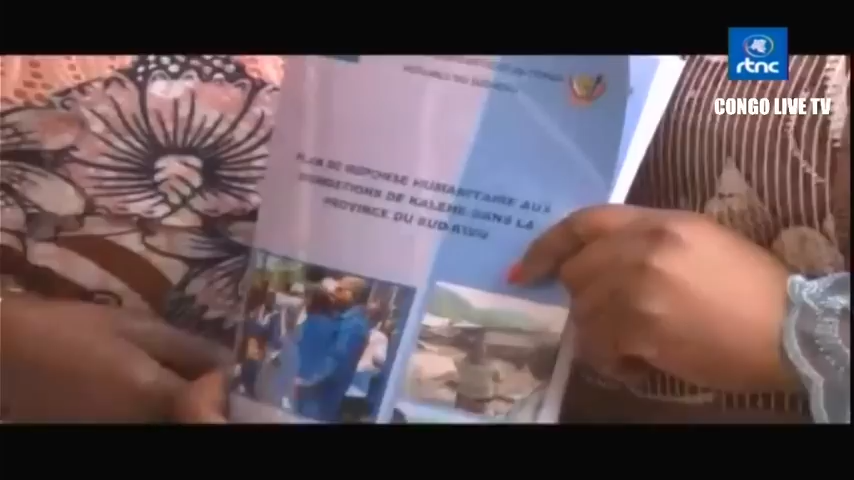 rtnc
CONGO LIVE TV
PLAN DE REPONSE HUMANITAIRE AUX
INONDATIONS DE KALEHE DANS LA
PROVINCE DU SUD-KIVU